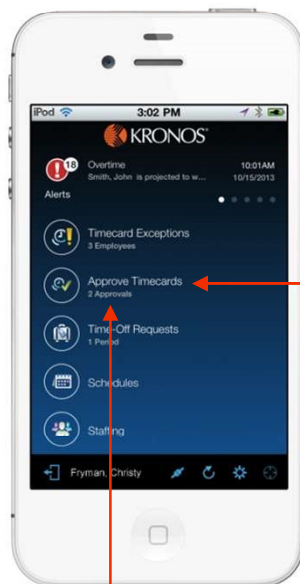 iPod 3:02 PM
KRONOS
18
Overtime 10:01AM
Smith, John is projected to w... 10/15/2013
Alerts
Timecard Exceptions
3 Employees
Approve Timecards
2 Approvals
Time-Off Requests
1 Period
Schedules
Staffing
Fryman, Christy